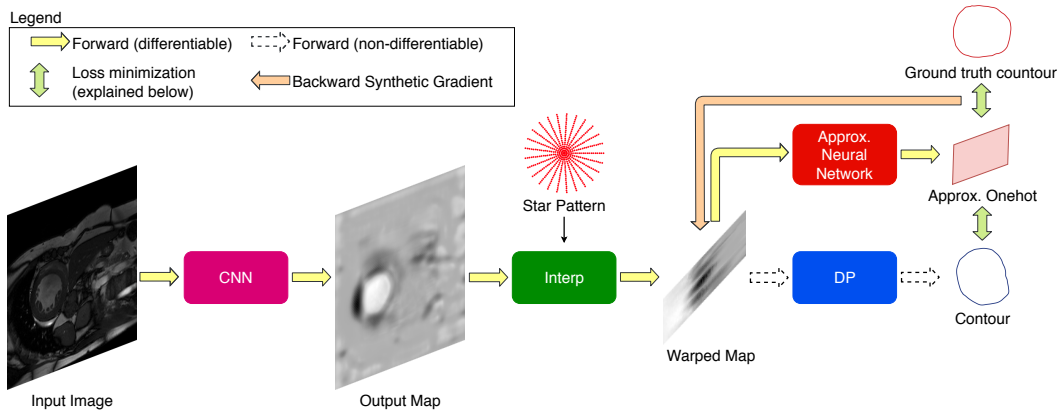 Legend
Forward (differentiable)
Forward (non-differentiable)
Loss minimization
(explained below)
Backward Synthetic Gradient
Ground truth countour
Star Pattern
Approx.
Neural
Network
Approx. Onehot
CNN
Interp
DP
Contour
Warped Map
Input Image
Output Map